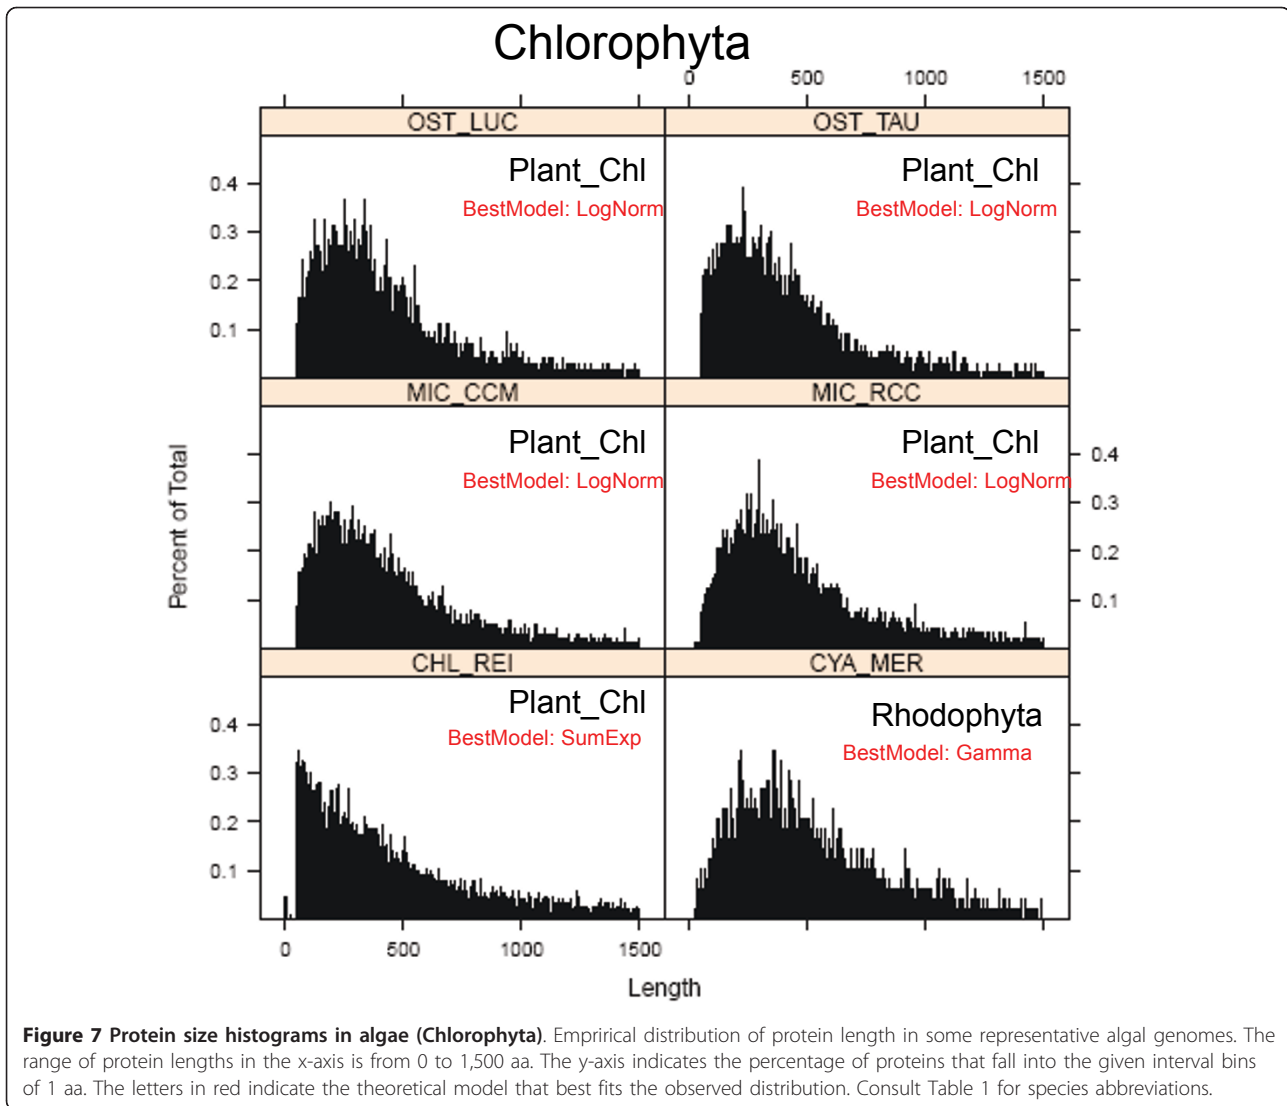 Chlorophyta
0 500 1000 1500
OST_LUC OST_TAU
Plant_Chl Plant_Chl
BestModel: LogNorm BestModel: LogNorm
0.4
0.3
0.2
0.1
MIC_CCM MIC_RCC
Plant_Chl Plant_Chl
BestModel: LogNorm BestModel: LogNorm
0.4
0.3
0.2
0.1
Percent of Total
CHL_REI CYA_MER
Plant_Chl Rhodophyta
BestModel: SumExp BestModel: Gamma
0.4
0.3
0.2
0.1
0 500 1000 1500
Length
Figure 7 Protein size histograms in algae (Chlorophyta). Emprirical distribution of protein length in some representative algal genomes. The
range of protein lengths in the x-axis is from 0 to 1,500 aa. The y-axis indicates the percentage of proteins that fall into the given interval bins
of 1 aa. The letters in red indicate the theoretical model that best fits the observed distribution. Consult Table 1 for species abbreviations.